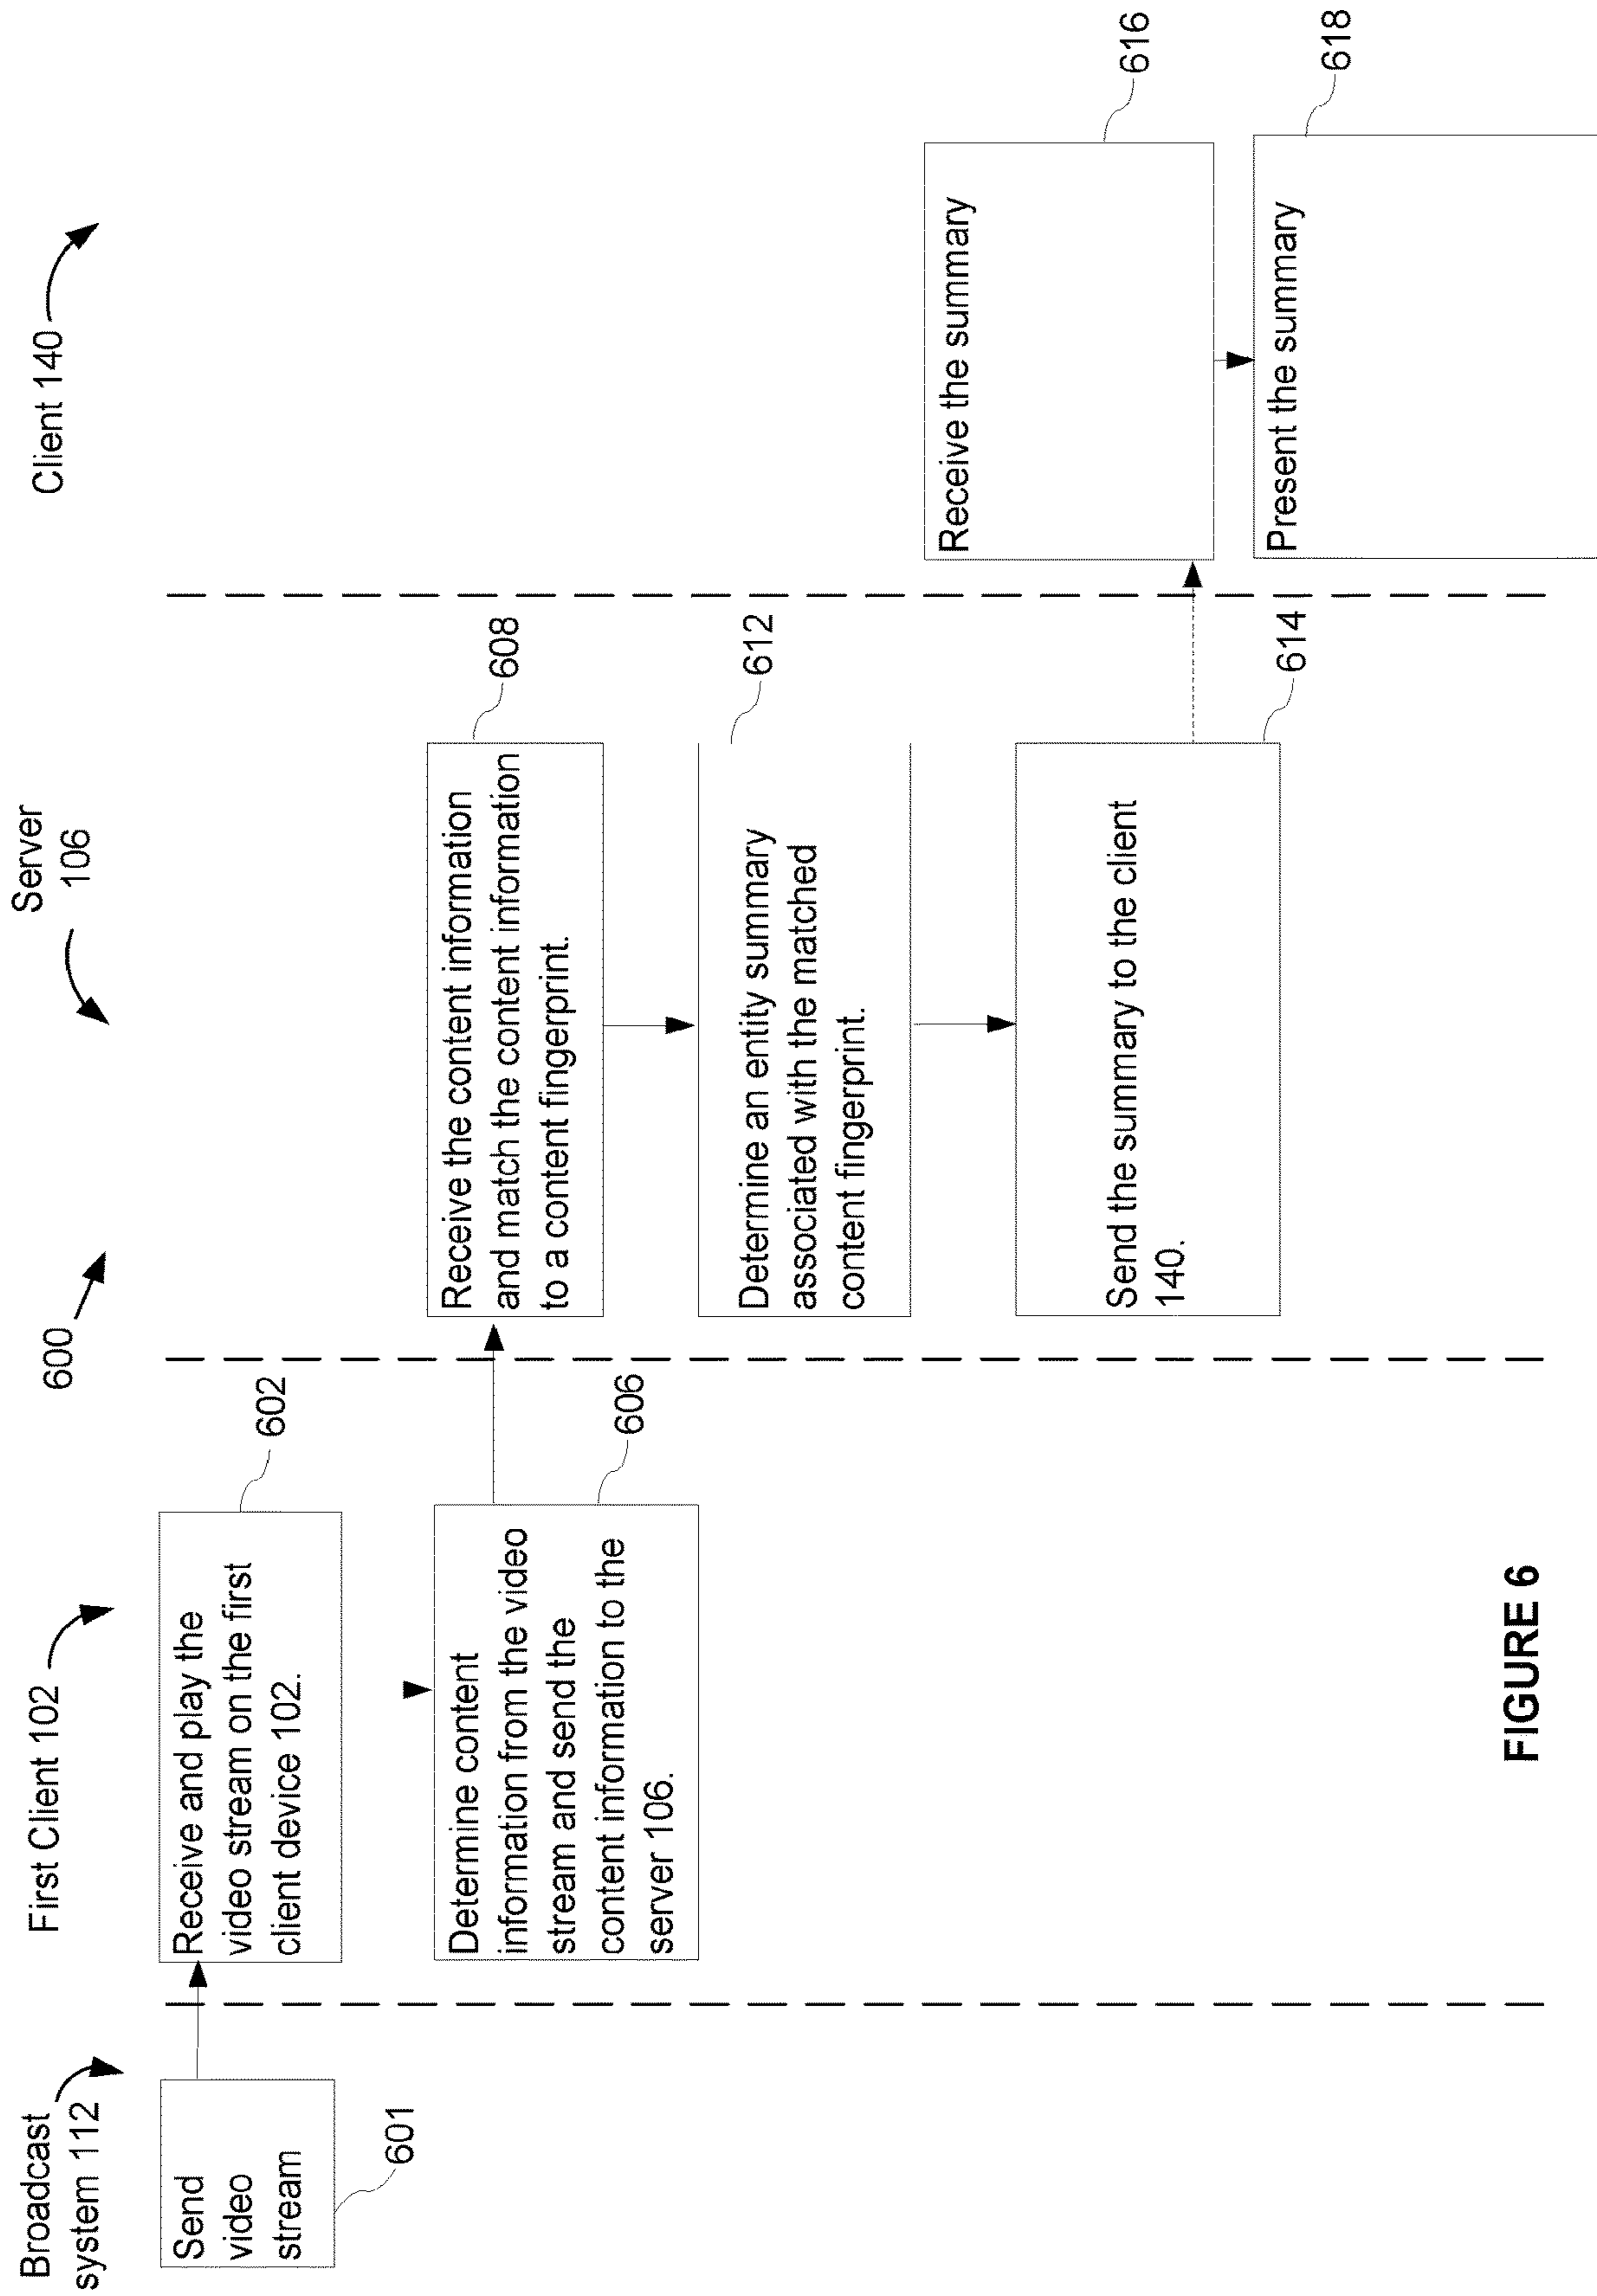 Broadcast
system 112
First Client 102
600
Server
106
Client 140
Send
video
stream
601
Receive and play the
video stream on the first
client device 102.
602
Determine content
information from the video
stream and send the
content information to the
server 106.
606
Receive the content information
and match the content information
to a content fingerprint.
608
Determine an entity summary
associated with the matched
content fingerprint.
612
Send the summary to the client
140.
614
Receive the summary
616
Present the summary
618
FIGURE 6